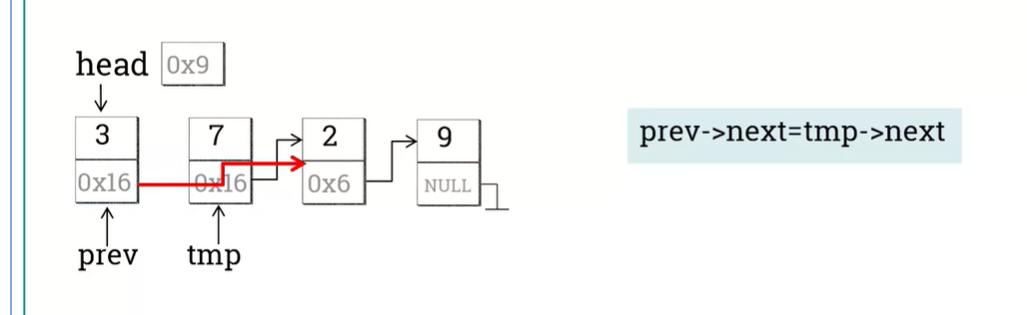 head 0x9
3 7 2 9
0x16 0x16 0x6 NULL
prev tmp
prev->next=tmp->next